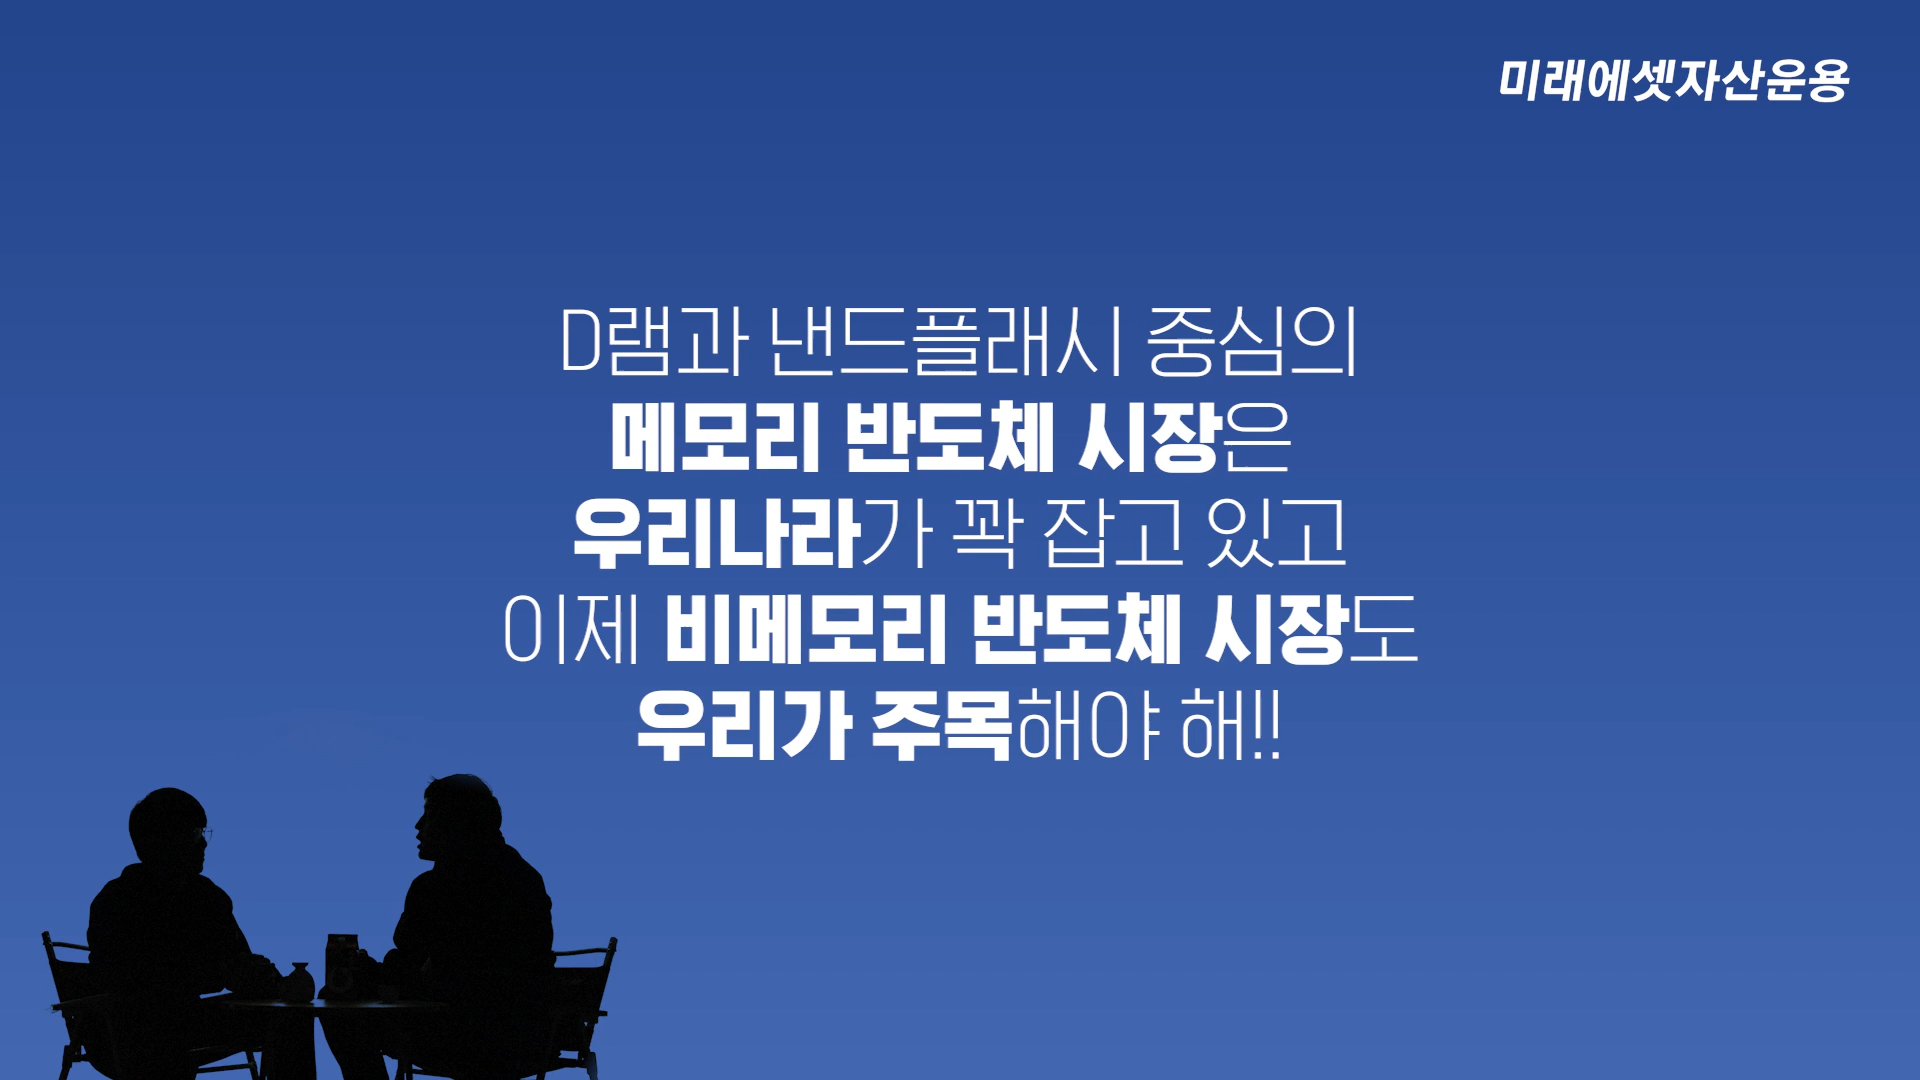 미래에셋자산운용
D램과 낸드플래시 중심의
메모리 반도체 시장은
우리나라가 꽉 잡고 있고
이제 비메모리 반도체 시장도
우리가 주목해야 해!!